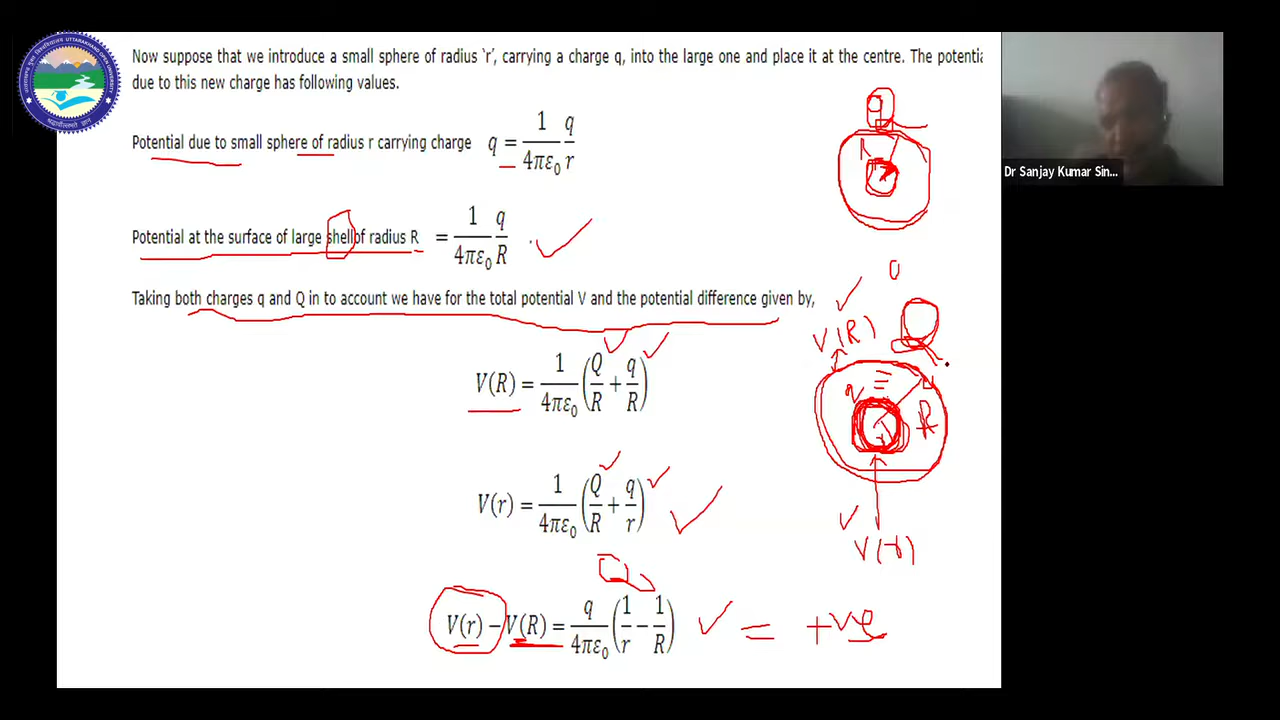 Now suppose that we introduce a small sphere of radius ‘r’, carrying a charge q, into the large one and place it at the centre. The potentia
due to this new charge has following values.
Potential due to small sphere of radius r carrying charge q = 1/4πε₀ q/r
Potential at the surface of large shell of radius R = 1/4πε₀ q/R .
Taking both charges q and Q in to account we have for the total potential V and the potential difference given by,
V(R) = 1/4πε₀ (Q/R + q/R)
V(r) = 1/4πε₀ (Q/R + q/r)
V(r) − V(R) = q/4πε₀ (1/r − 1/R) = +ve
V(R)
q
R
V(r)
Dr Sanjay Kumar Sin...